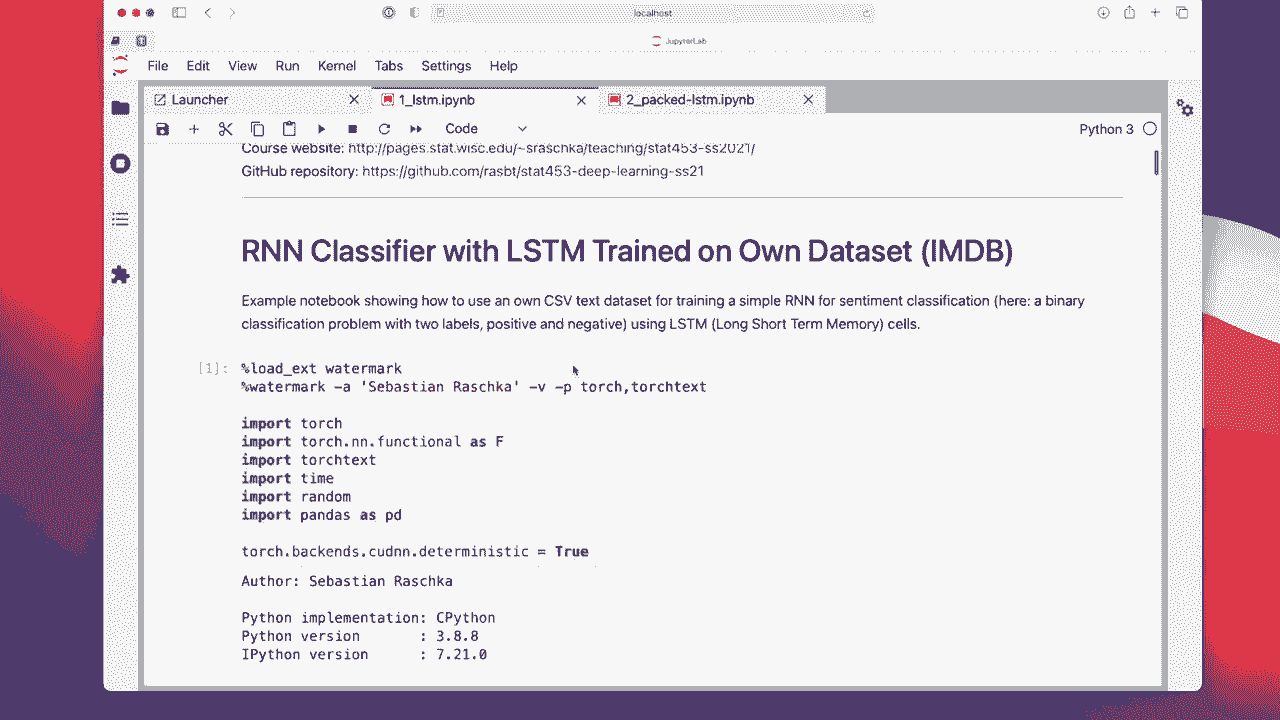 localhost
JupyterLab
File Edit View Run Kernel Tabs Settings Help
Launcher 1_lstm.ipynb 2_packed-lstm.ipynb
Code Python 3
Course website: http://pages.stat.wisc.edu/~sraschka/teaching/stat453-ss2021/
GitHub repository: https://github.com/rasbt/stat453-deep-learning-ss21
RNN Classifier with LSTM Trained on Own Dataset (IMDB)
Example notebook showing how to use an own CSV text dataset for training a simple RNN for sentiment classification (here: a binary
classification problem with two labels, positive and negative) using LSTM (Long Short Term Memory) cells.
[1]: %load_ext watermark
%watermark -a 'Sebastian Raschka' -v -p torch,torchtext
import torch
import torch.nn.functional as F
import torchtext
import time
import random
import pandas as pd
torch.backends.cudnn.deterministic = True
Author: Sebastian Raschka
Python implementation: CPython
Python version : 3.8.8
IPython version : 7.21.0